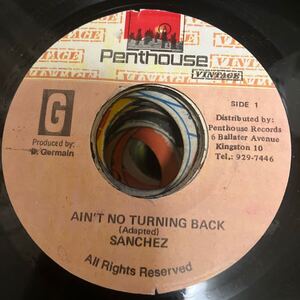 VINTAGE
Penthouse
VINTAGE
G
Produced by:
D. Germain
SIDE 1
Distributed by:
Penthouse Records
6 Ballater Avenue
Kingston 10
Tel,: 929-7446
AIN'T NO TURNING BACK
(Adapted)
SANCHEZ
All Rights Reserved